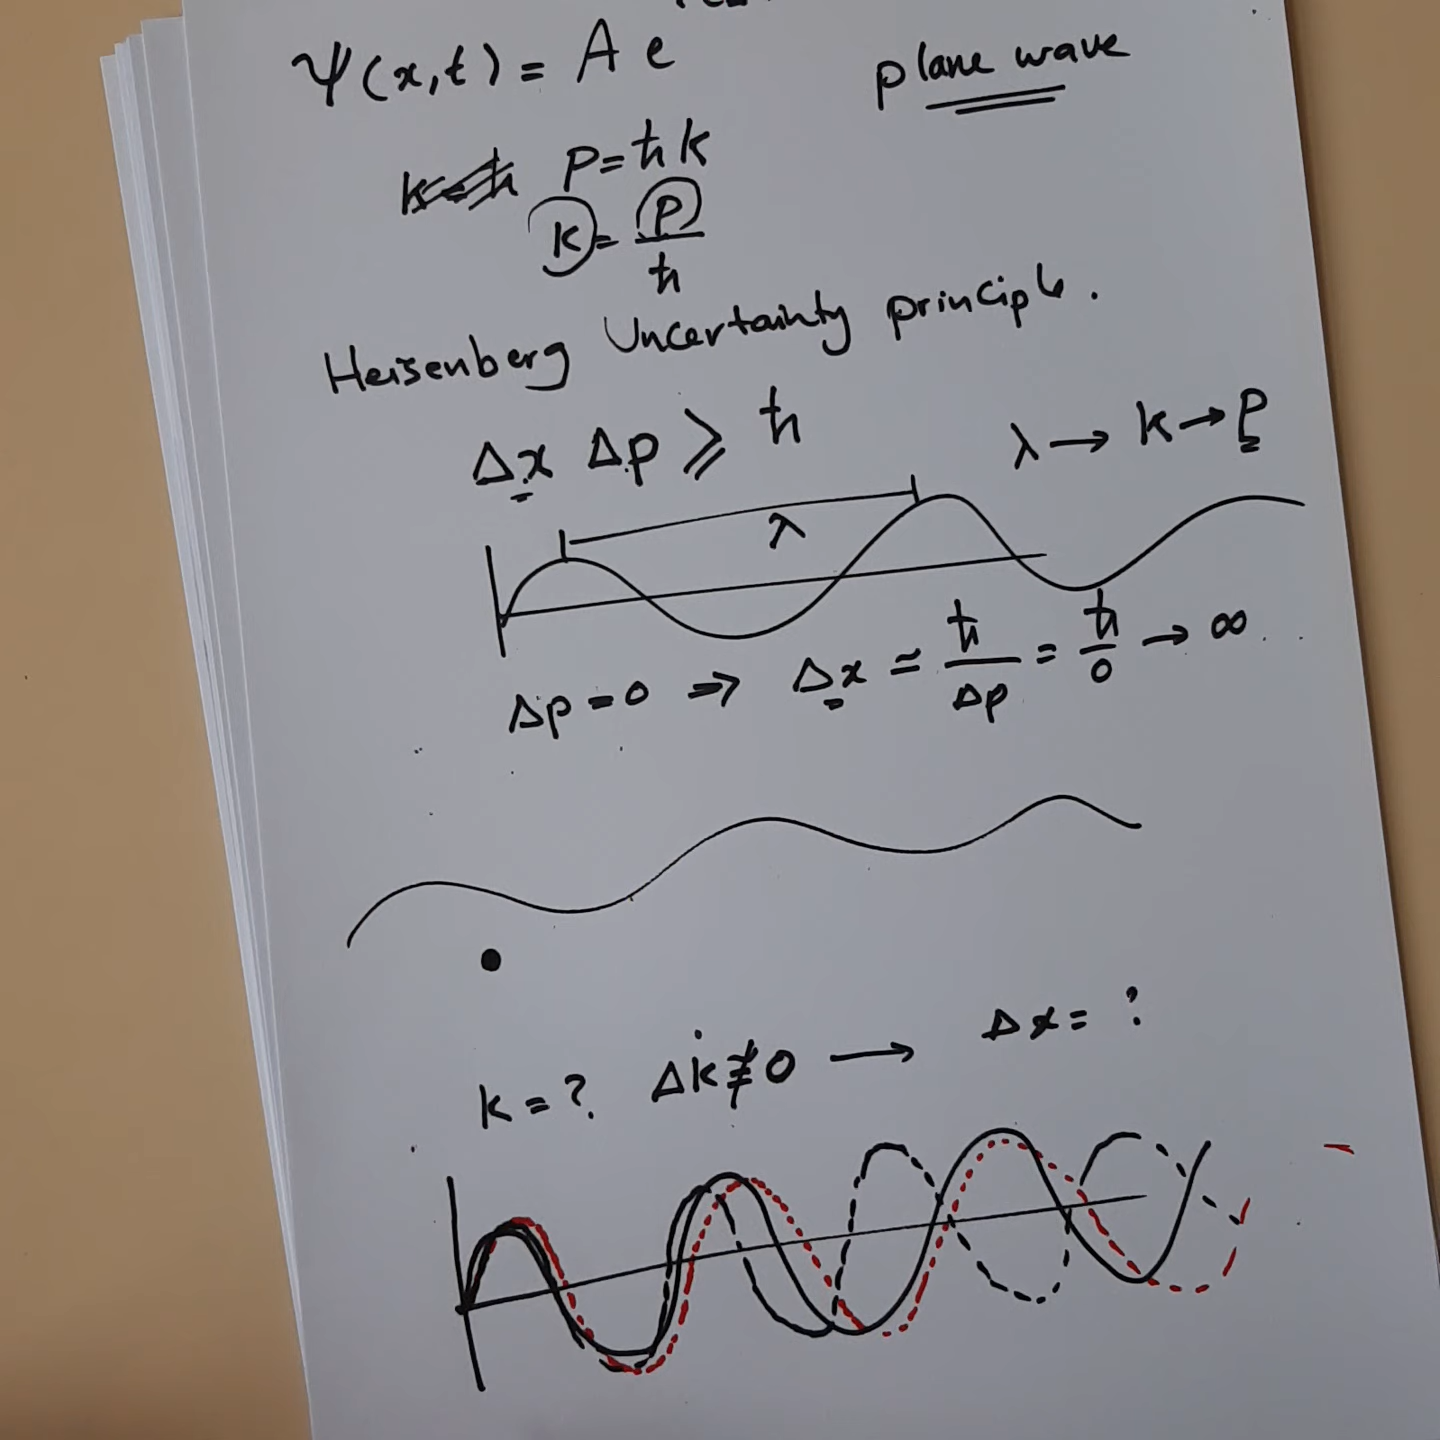 Ψ(x,t) = A e
plane wave
k=ħ p=ħk
k = p/ħ
Heisenberg Uncertainty principle.
Δx Δp ⩾ ħ
λ → k → p
λ
Δp = 0 ⇒ Δx ≃ ħ/Δp = ħ/0 → ∞
k = ? Δk ≠ 0 → Δx = ?